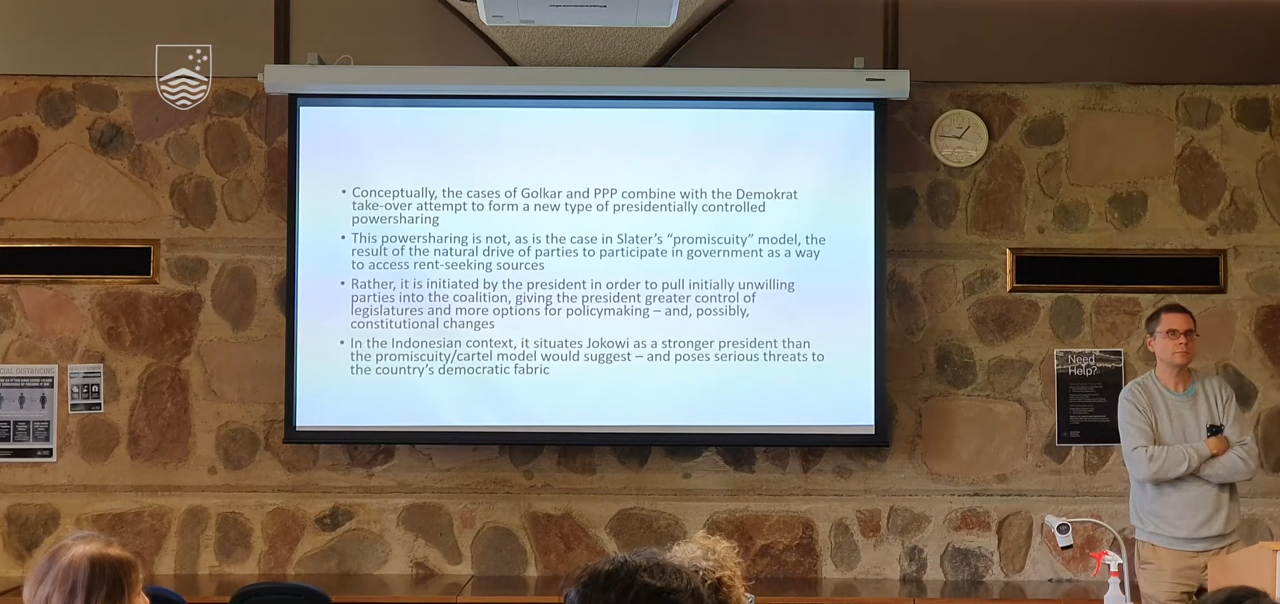 • Conceptually, the cases of Golkar and PPP combine with the Demokrat
take-over attempt to form a new type of presidentially controlled
powersharing
• This powersharing is not, as is the case in Slater's “promiscuity” model, the
result of the natural drive of parties to participate in government as a way
to access rent-seeking sources
• Rather, it is initiated by the president in order to pull initially unwilling
parties into the coalition, giving the president greater control of
legislatures and more options for policymaking – and, possibly,
constitutional changes
• In the Indonesian context, it situates Jokowi as a stronger president than
the promiscuity/cartel model would suggest – and poses serious threats to
the country's democratic fabric
Need
Help?
CIAL DISTANCING